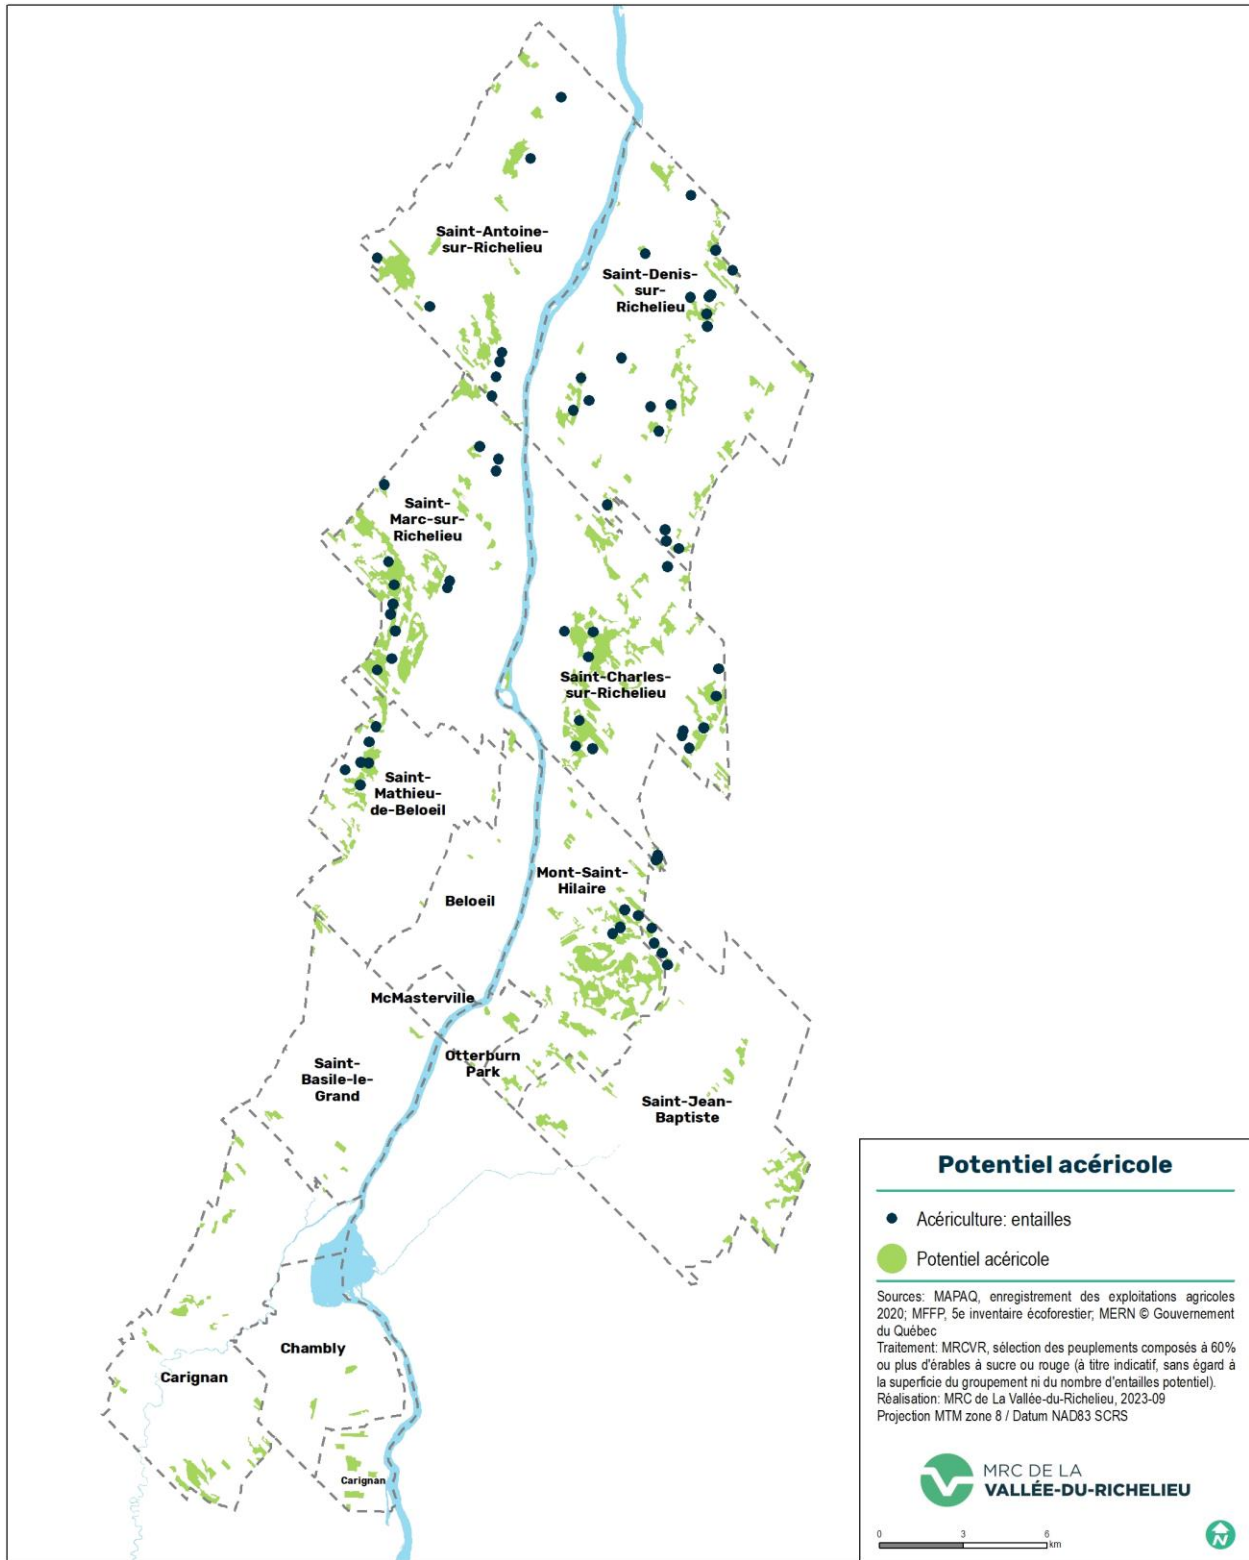 Saint-Antoine-
sur-Richelieu
Saint-Denis-
sur-
Richelieu
Saint-
Marc-sur-
Richelieu
Saint-Charles-
sur-Richelieu
Saint-
Mathieu-
de-Beloeil
Mont-Saint-
Hilaire
Beloeil
McMasterville
Otterburn
Park
Saint-
Basile-le-
Grand
Saint-Jean-
Baptiste
Chambly
Carignan
Carignan
Potentiel acéricole
Acériculture: entailles
Potentiel acéricole
Sources: MAPAQ, enregistrement des exploitations agricoles
2020; MFFP, 5e inventaire écoforestier; MERN © Gouvernement
du Québec
Traitement: MRCVR, sélection des peuplements composés à 60%
ou plus d'érables à sucre ou rouge (à titre indicatif, sans égard à
la superficie du groupement ni du nombre d'entailles potentiel).
Réalisation: MRC de La Vallée-du-Richelieu, 2023-09
Projection MTM zone 8 / Datum NAD83 SCRS
MRC DE LA
VALLÉE-DU-RICHELIEU
0 3 6
km
N